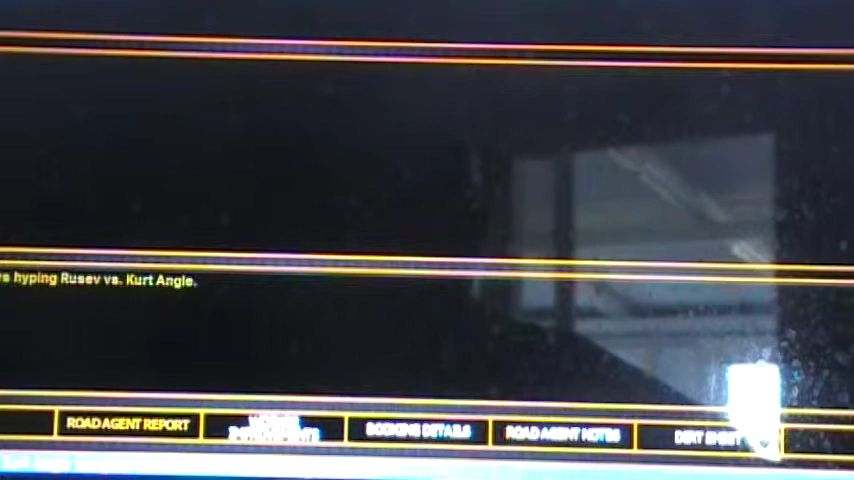 s hyping Rusev vs. Kurt Angle.
ROAD AGENT REPORT
BOOKING DETAILS
ROAD AGENT NOTES
DIRT SHEET